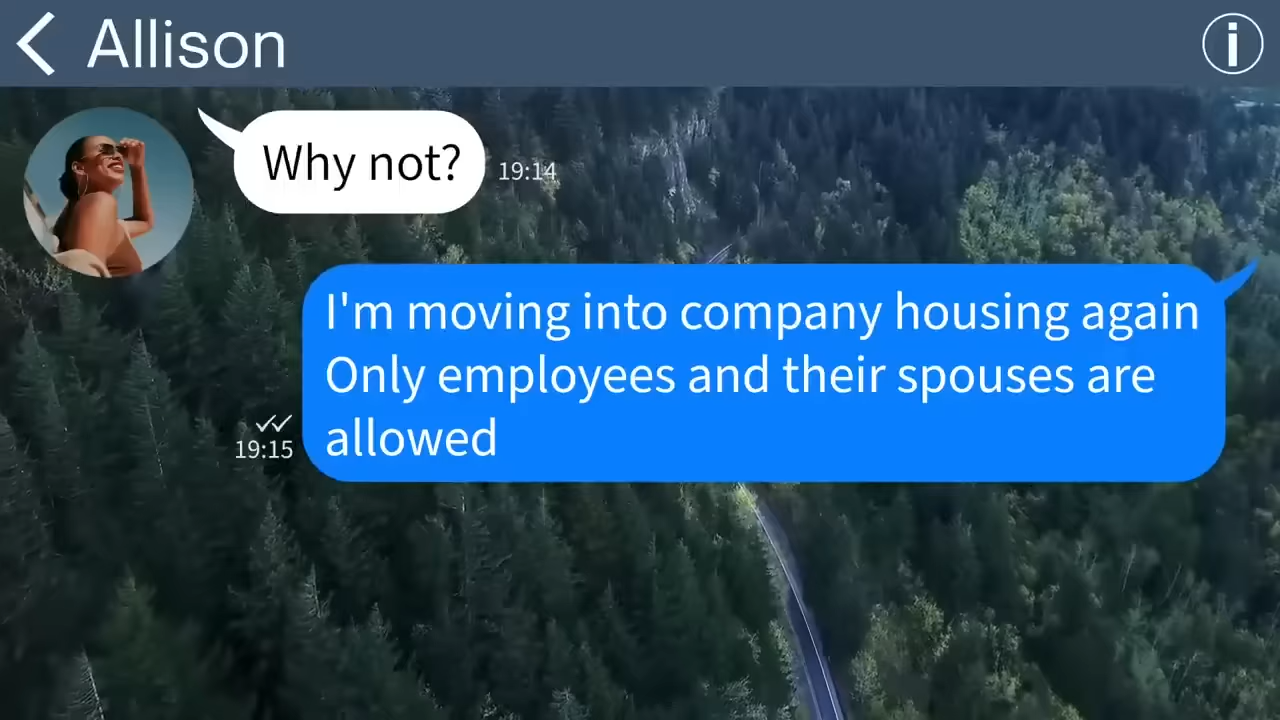 Allison
Why not?
19:14
I'm moving into company housing again
Only employees and their spouses are
allowed
19:15